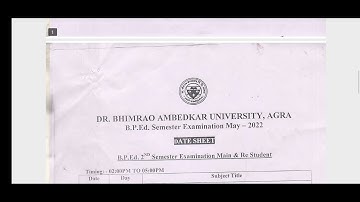 1
DR. BHIMRAO AMBEDKAR UNIVERSITY, AGRA
B.P.Ed. Semester Examination May – 2022
DATE SHEET
B.P.Ed. 2ND Semester Examination Main & Re Student
Timing: - 02:00PM TO 05:00PM
Date Day Subject Title